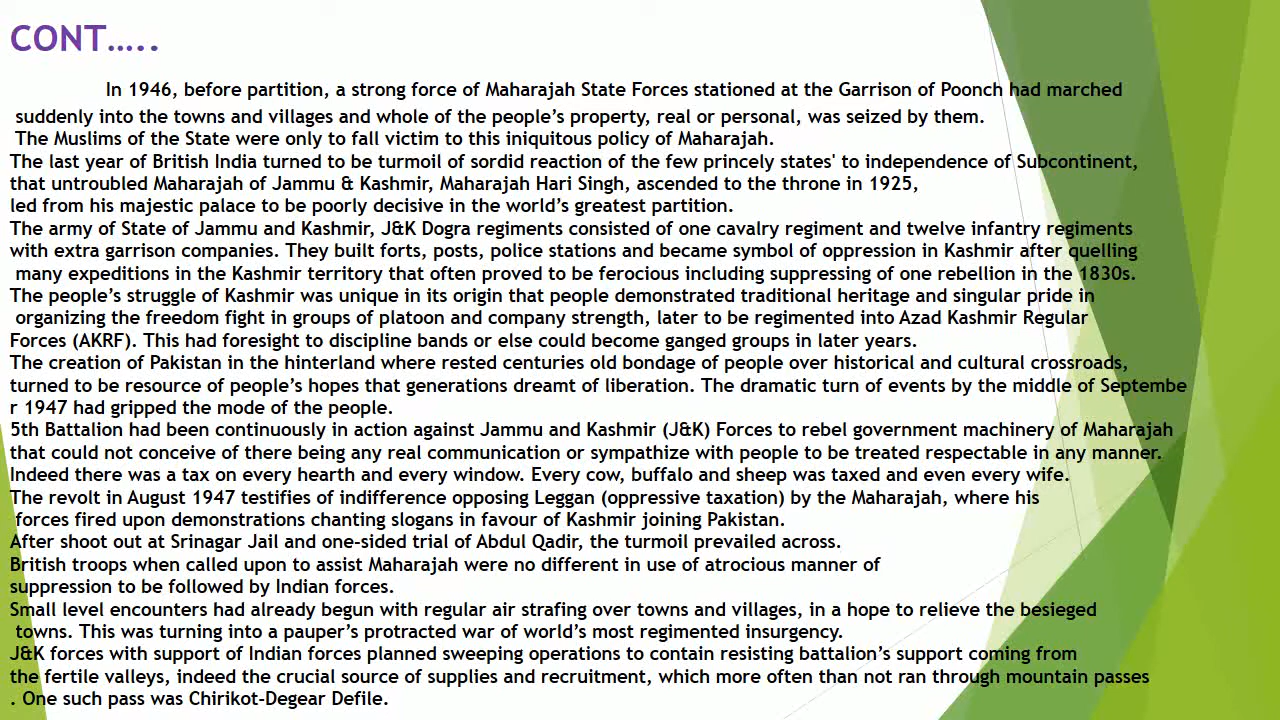 CONT…..
In 1946, before partition, a strong force of Maharajah State Forces stationed at the Garrison of Poonch had marched
suddenly into the towns and villages and whole of the people’s property, real or personal, was seized by them.
The Muslims of the State were only to fall victim to this iniquitous policy of Maharajah.
The last year of British India turned to be turmoil of sordid reaction of the few princely states' to independence of Subcontinent,
that untroubled Maharajah of Jammu & Kashmir, Maharajah Hari Singh, ascended to the throne in 1925,
led from his majestic palace to be poorly decisive in the world’s greatest partition.
The army of State of Jammu and Kashmir, J&K Dogra regiments consisted of one cavalry regiment and twelve infantry regiments
with extra garrison companies. They built forts, posts, police stations and became symbol of oppression in Kashmir after quelling
many expeditions in the Kashmir territory that often proved to be ferocious including suppressing of one rebellion in the 1830s.
The people’s struggle of Kashmir was unique in its origin that people demonstrated traditional heritage and singular pride in
organizing the freedom fight in groups of platoon and company strength, later to be regimented into Azad Kashmir Regular
Forces (AKRF). This had foresight to discipline bands or else could become ganged groups in later years.
The creation of Pakistan in the hinterland where rested centuries old bondage of people over historical and cultural crossroads,
turned to be resource of people’s hopes that generations dreamt of liberation. The dramatic turn of events by the middle of Septembe
r 1947 had gripped the mode of the people.
5th Battalion had been continuously in action against Jammu and Kashmir (J&K) Forces to rebel government machinery of Maharajah
that could not conceive of there being any real communication or sympathize with people to be treated respectable in any manner.
Indeed there was a tax on every hearth and every window. Every cow, buffalo and sheep was taxed and even every wife.
The revolt in August 1947 testifies of indifference opposing Leggan (oppressive taxation) by the Maharajah, where his
forces fired upon demonstrations chanting slogans in favour of Kashmir joining Pakistan.
After shoot out at Srinagar Jail and one-sided trial of Abdul Qadir, the turmoil prevailed across.
British troops when called upon to assist Maharajah were no different in use of atrocious manner of
suppression to be followed by Indian forces.
Small level encounters had already begun with regular air strafing over towns and villages, in a hope to relieve the besieged
towns. This was turning into a pauper’s protracted war of world’s most regimented insurgency.
J&K forces with support of Indian forces planned sweeping operations to contain resisting battalion’s support coming from
the fertile valleys, indeed the crucial source of supplies and recruitment, which more often than not ran through mountain passes
. One such pass was Chirikot-Degear Defile.